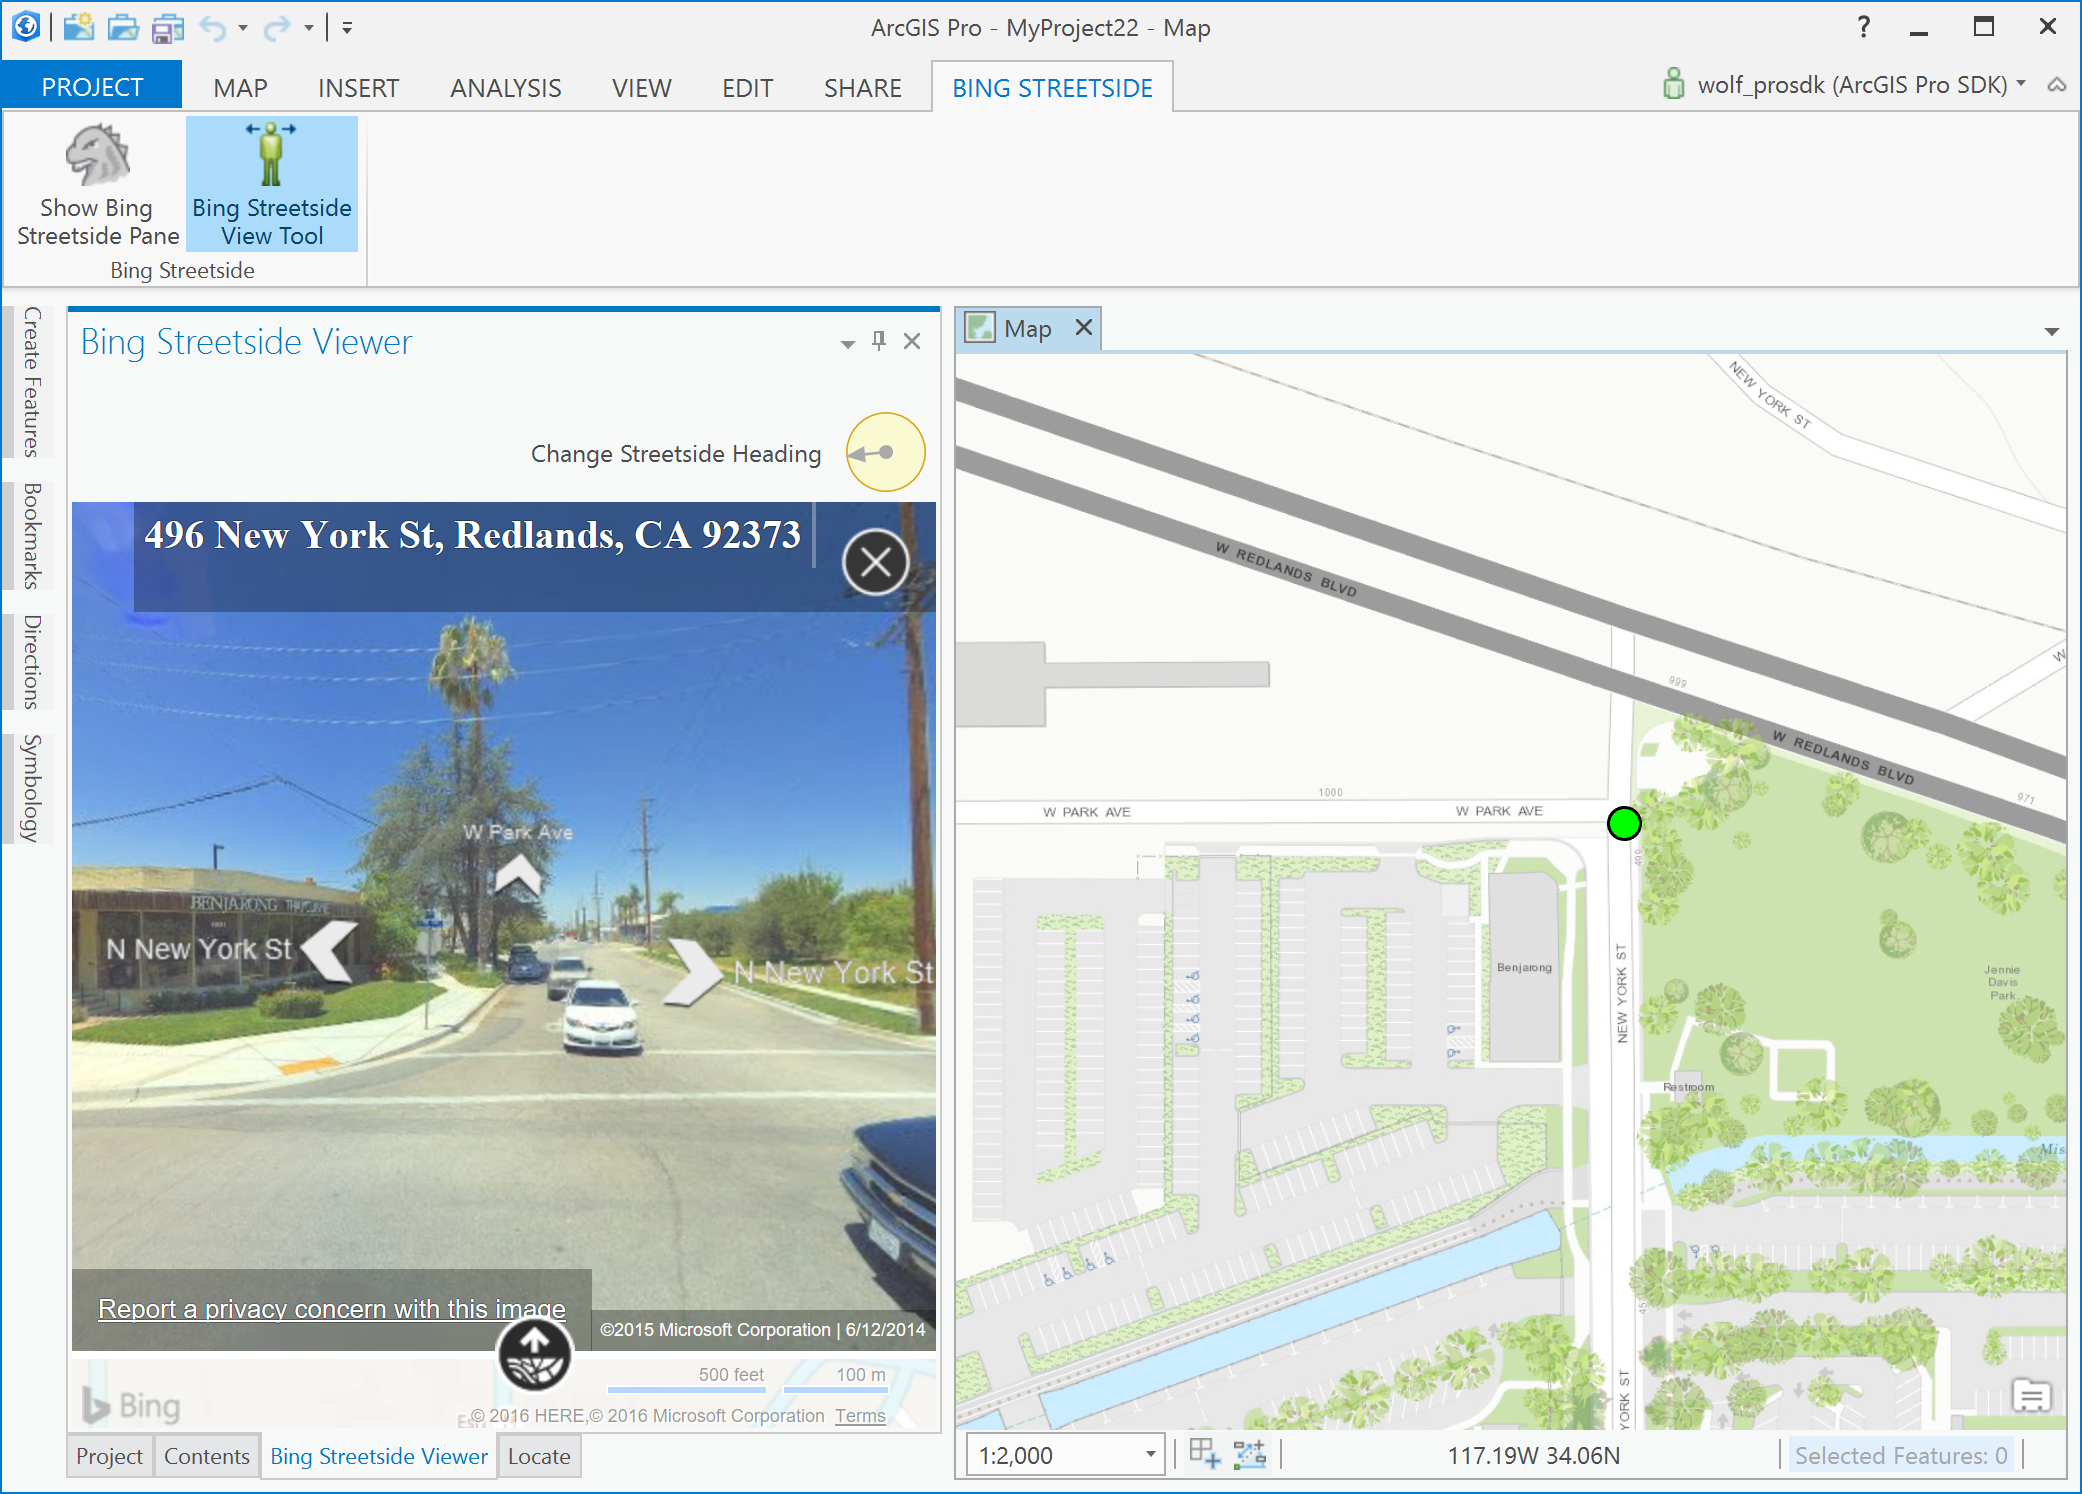 ArcGIS Pro - MyProject22 - Map
?
PROJECT MAP INSERT ANALYSIS VIEW EDIT SHARE BING STREETSIDE
wolf_prosdk (ArcGIS Pro SDK)
Show Bing
Streetside Pane
Bing Streetside
View Tool
Bing Streetside
Create Features
Bookmarks
Directions
Symbology
Bing Streetside Viewer
Change Streetside Heading
496 New York St, Redlands, CA 92373
W Park Ave
BENJARONG
N New York St
N New York St
Report a privacy concern with this image
©2015 Microsoft Corporation | 6/12/2014
500 feet
100 m
Bing
© 2016 HERE,© 2016 Microsoft Corporation Terms
Project Contents Bing Streetside Viewer Locate
Map
NEW YORK ST
W REDLANDS BLVD
999
W REDLANDS BLVD
971
W
1000
W PARK AVE
W PARK AVE
499
Benjarong
NEW YORK ST
Jennie
Davis
Park
Restroom
Mis
YORK ST
1:2,000
117.19W 34.06N
Selected Features: 0